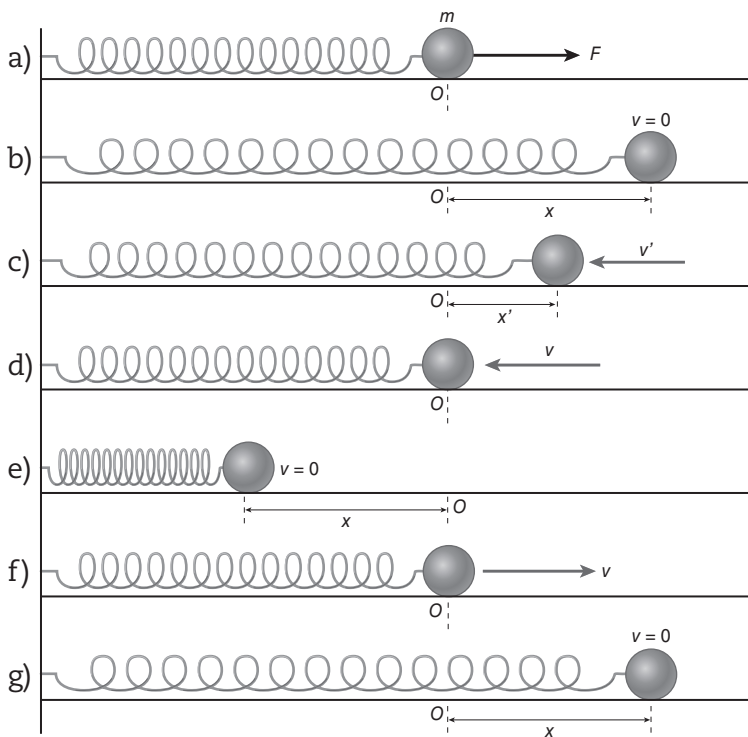 m
a) F
O
v = 0
b)
O x
c) v’
O x’
d) v
O
e) v = 0
x O
f) v
O
v = 0
g)
O x